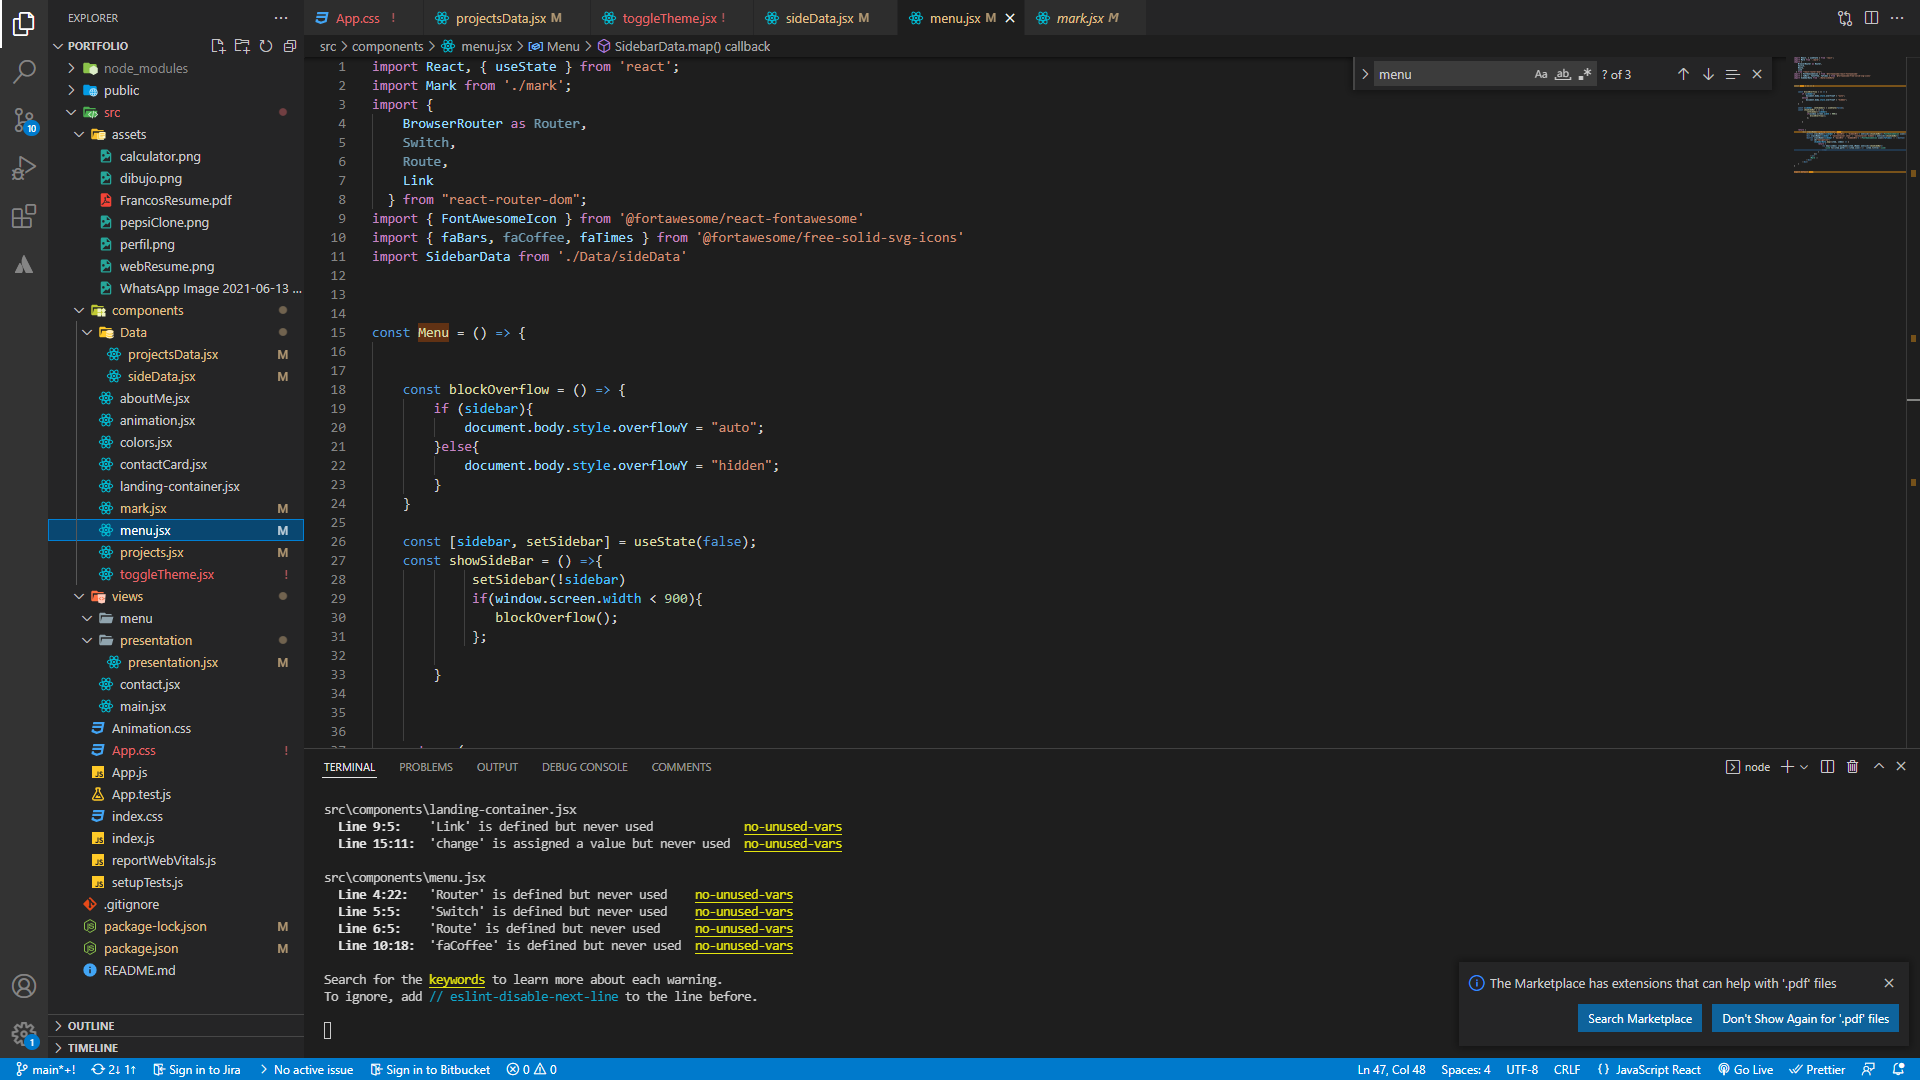 EXPLORER
PORTFOLIO
node_modules
public
src
assets
calculator.png
dibujo.png
FrancosResume.pdf
pepsiClone.png
perfil.png
webResume.png
WhatsApp Image 2021-06-13 ...
components
Data
projectsData.jsx M
sideData.jsx M
aboutMe.jsx
animation.jsx
colors.jsx
contactCard.jsx
landing-container.jsx
mark.jsx M
menu.jsx M
projects.jsx M
toggleTheme.jsx !
views
menu
presentation
presentation.jsx M
contact.jsx
main.jsx
Animation.css
App.css !
App.js
App.test.js
index.css
index.js
reportWebVitals.js
setupTests.js
.gitignore
package-lock.json M
package.json M
README.md
OUTLINE
TIMELINE
10
1
App.css ! projectsData.jsx M toggleTheme.jsx ! sideData.jsx M menu.jsx M mark.jsx M
src > components > menu.jsx > Menu > SidebarData.map() callback
menu Aa ab .* ? of 3
1 import React, { useState } from 'react';
2 import Mark from './mark';
3 import {
4 BrowserRouter as Router,
5 Switch,
6 Route,
7 Link
8 } from "react-router-dom";
9 import { FontAwesomeIcon } from '@fortawesome/react-fontawesome'
10 import { faBars, faCoffee, faTimes } from '@fortawesome/free-solid-svg-icons'
11 import SidebarData from './Data/sideData'
12
13
14
15 const Menu = () => {
16
17
18 const blockOverflow = () => {
19 if (sidebar){
20 document.body.style.overflowY = "auto";
21 }else{
22 document.body.style.overflowY = "hidden";
23 }
24 }
25
26 const [sidebar, setSidebar] = useState(false);
27 const showSideBar = () =>{
28 setSidebar(!sidebar)
29 if(window.screen.width < 900){
30 blockOverflow();
31 };
32
33 }
34
35
36
TERMINAL PROBLEMS OUTPUT DEBUG CONSOLE COMMENTS
node
src\components\landing-container.jsx
Line 9:5: 'Link' is defined but never used no-unused-vars
Line 15:11: 'change' is assigned a value but never used no-unused-vars
src\components\menu.jsx
Line 4:22: 'Router' is defined but never used no-unused-vars
Line 5:5: 'Switch' is defined but never used no-unused-vars
Line 6:5: 'Route' is defined but never used no-unused-vars
Line 10:18: 'faCoffee' is defined but never used no-unused-vars
Search for the keywords to learn more about each warning.
To ignore, add // eslint-disable-next-line to the line before.
The Marketplace has extensions that can help with '.pdf' files
Search Marketplace
Don't Show Again for '.pdf' files
main*+! 2↓ 1↑ Sign in to Jira No active issue Sign in to Bitbucket 0 0
Ln 47, Col 48 Spaces: 4 UTF-8 CRLF {} JavaScript React Go Live Prettier